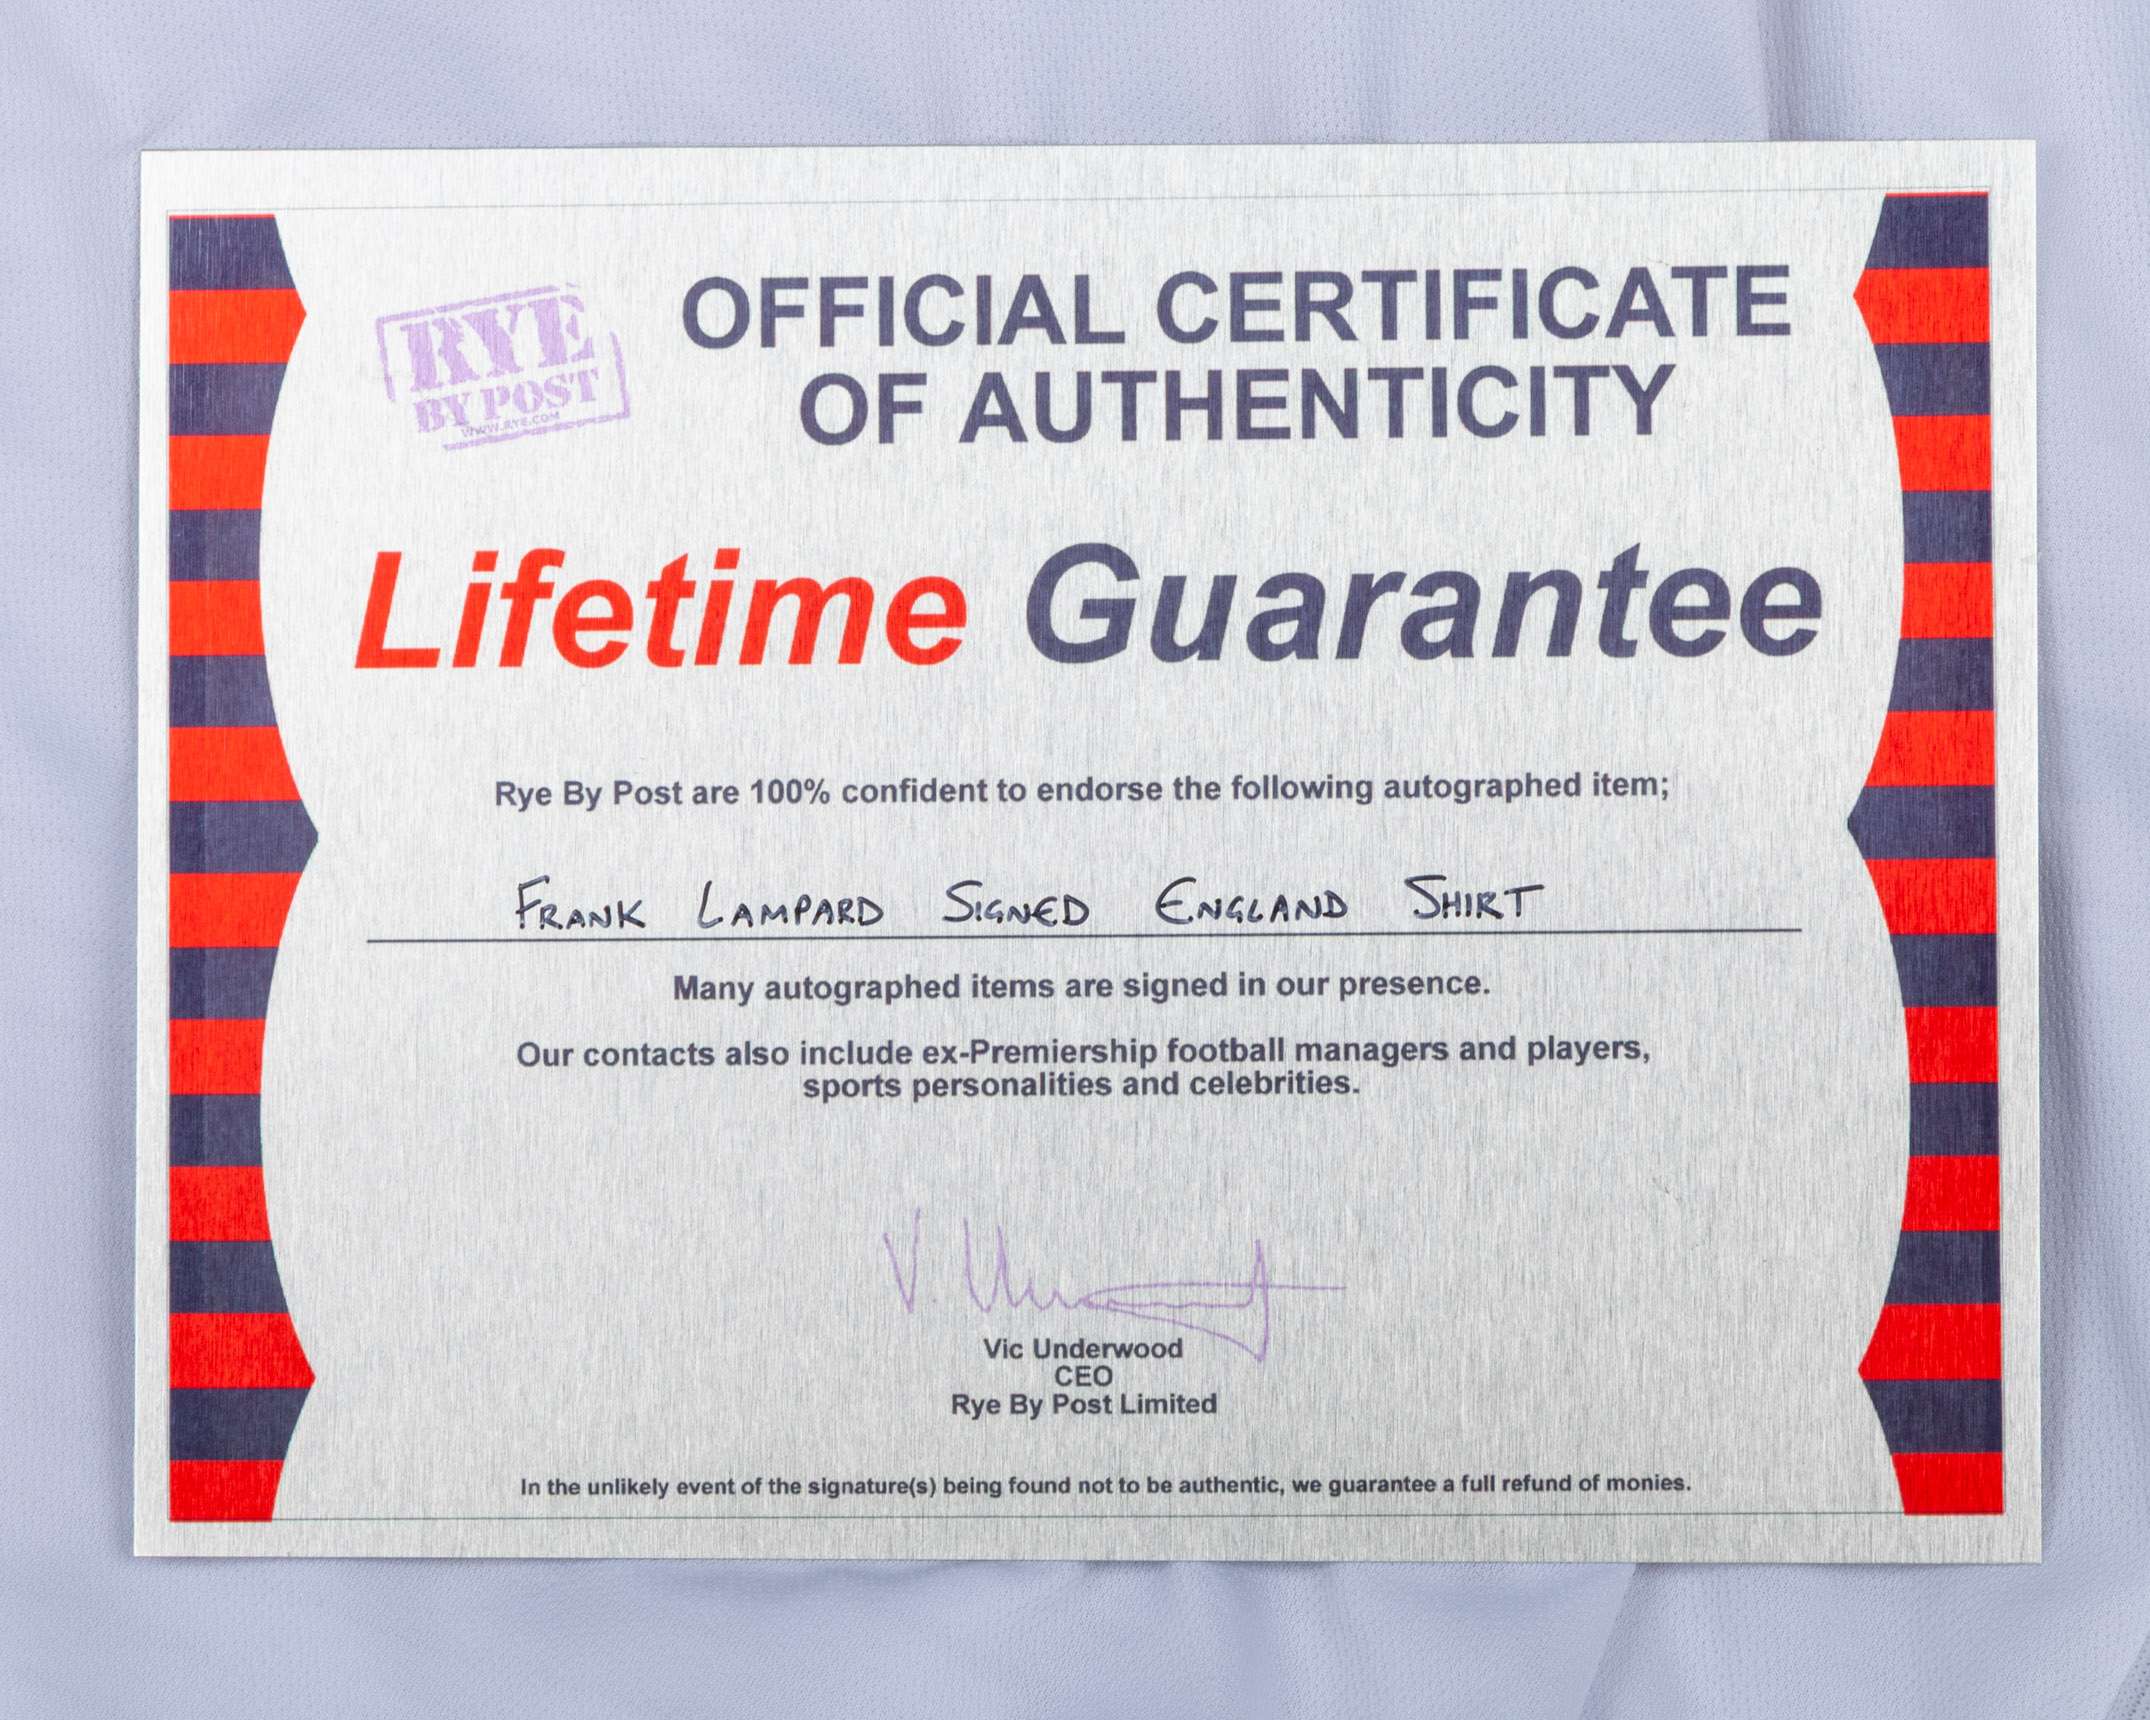 RYE
BY POST
WWW.RYE.COM
OFFICIAL CERTIFICATE
OF AUTHENTICITY
Lifetime Guarantee
Rye By Post are 100% confident to endorse the following autographed item;
FRANK LAMPARD SIGNED ENGLAND SHIRT
Many autographed items are signed in our presence.
Our contacts also include ex-Premiership football managers and players,
sports personalities and celebrities.
Vic Underwood
CEO
Rye By Post Limited
In the unlikely event of the signature(s) being found not to be authentic, we guarantee a full refund of monies.